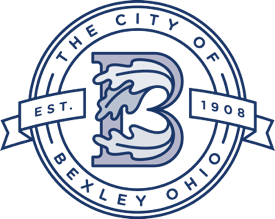 THE CITY OF
EST.
B
1908
BEXLEY OHIO